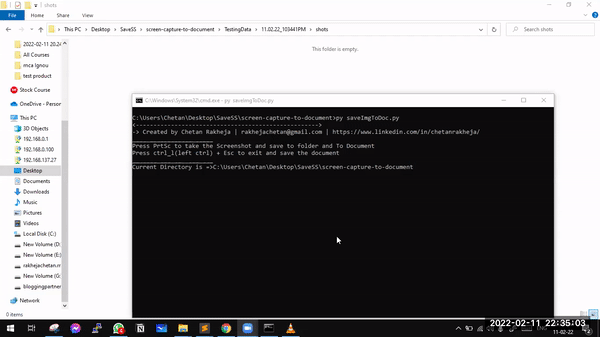 shots
File
Home
Share
View
This PC > Desktop > SaveSS > screen-capture-to-document > TestingData > 11.02.22_103441PM > shots
Search shots
2022-02-11 20.
All Courses
mca Ignou
test product
Stock Course
OneDrive - Person
This PC
3D Objects
192.168.0.1
192.168.0.100
192.168.137.27
Desktop
Documents
Downloads
Music
Pictures
Videos
Local Disk (C:)
New Volume (D:
New Volume (E:)
rakhejachetan.m
New Volume (G:
bloggingpartner
Network
0 items
This folder is empty.
C:\Windows\System32\cmd.exe - py saveImgToDoc.py
C:\Users\Chetan\Desktop\SaveSS\screen-capture-to-document>py saveImgToDoc.py
-> Created by Chetan Rakheja | rakhejachetan@gmail.com | https://www.linkedin.com/in/chetanrakheja/
Press PrtSc to take the Screenshot and save to folder and To Document
Press ctrl_l(left ctrl) + Esc to exit and save the document
Current Directory is =>C:\Users\Chetan\Desktop\SaveSS\screen-capture-to-document
2022-02-11 22:35:03
11-02-22